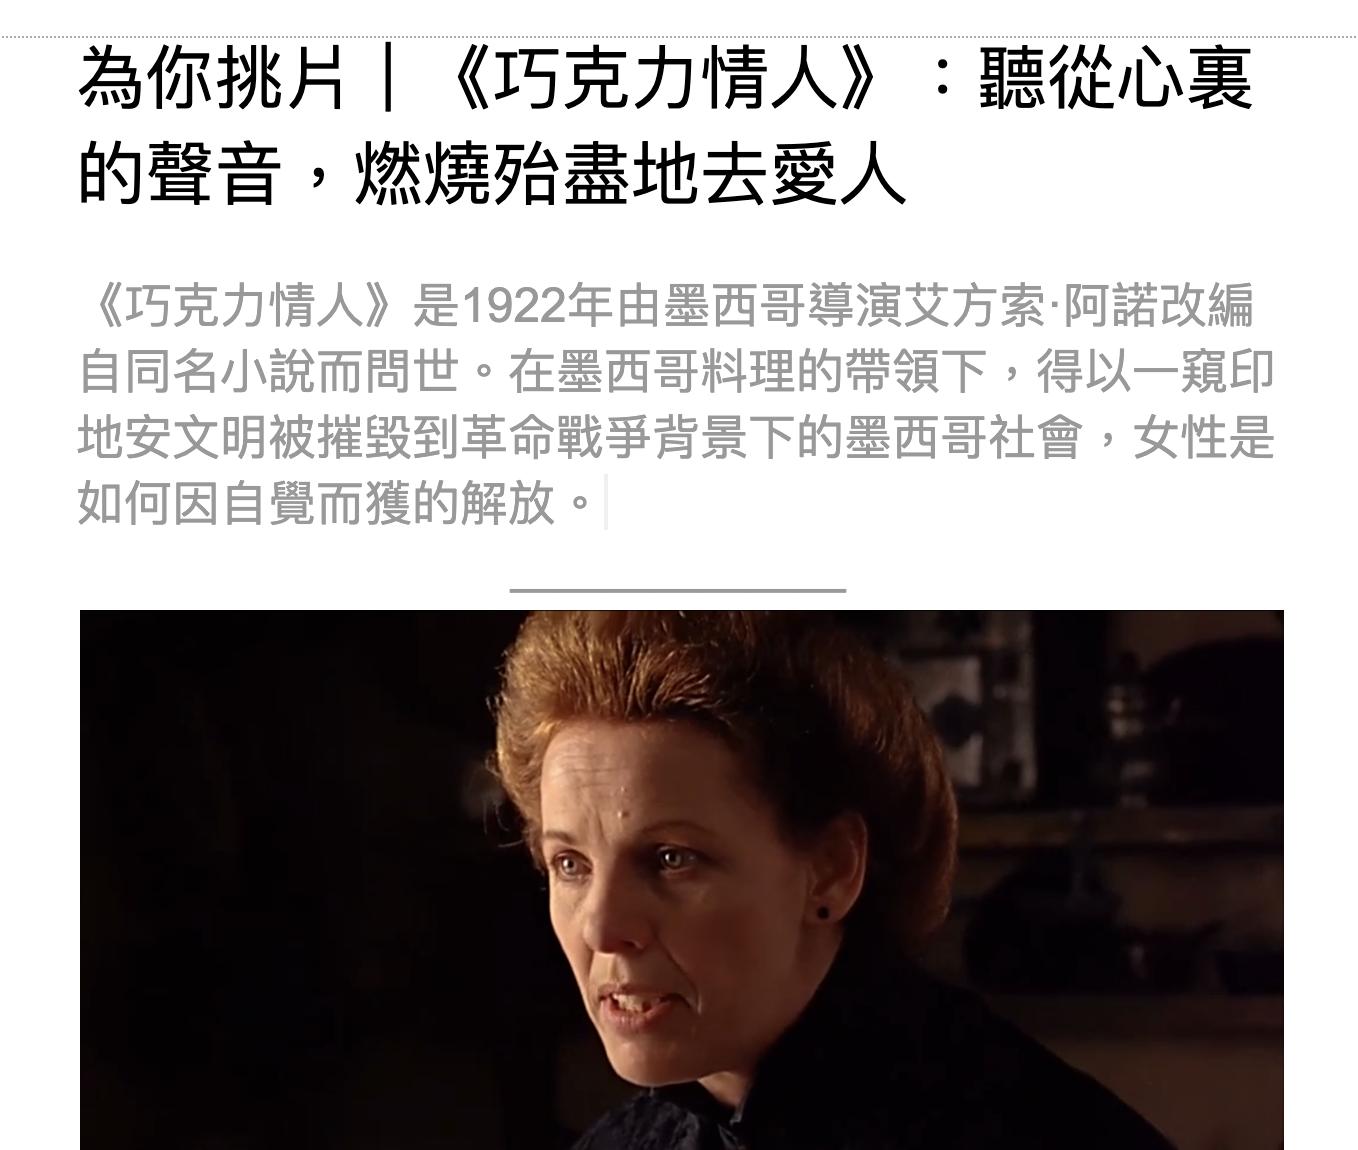 為你挑片｜《巧克力情人》：聽從心裏
的聲音，燃燒殆盡地去愛人
《巧克力情人》是1922年由墨西哥導演艾方索·阿諾改編
自同名小說而問世。在墨西哥料理的帶領下，得以一窺印
地安文明被摧毀到革命戰爭背景下的墨西哥社會，女性是
如何因自覺而獲的解放。